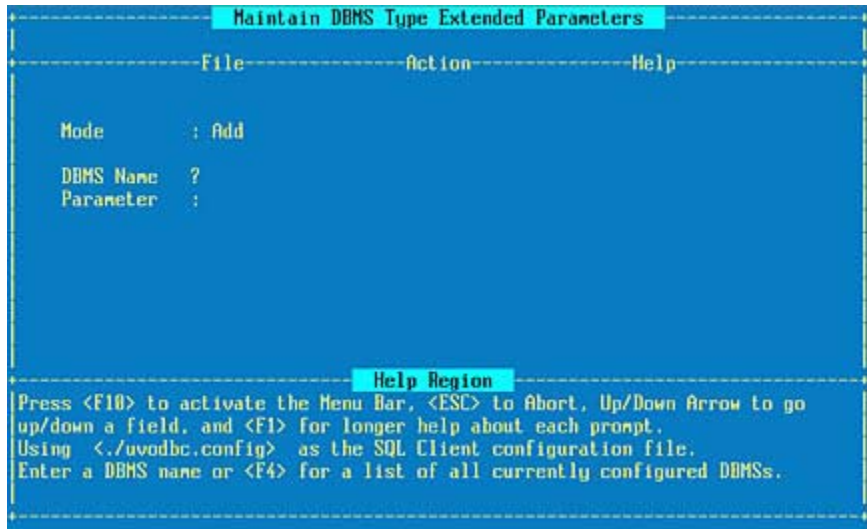 Maintain DBMS Type Extended Parameters
File Action Help
Mode : Add
DBMS Name ?
Parameter :
Help Region
Press <F10> to activate the Menu Bar, <ESC> to Abort, Up/Down Arrow to go
up/down a field, and <F1> for longer help about each prompt.
Using <./uvodbc.config> as the SQL Client configuration file.
Enter a DBMS name or <F4> for a list of all currently configured DBMSs.